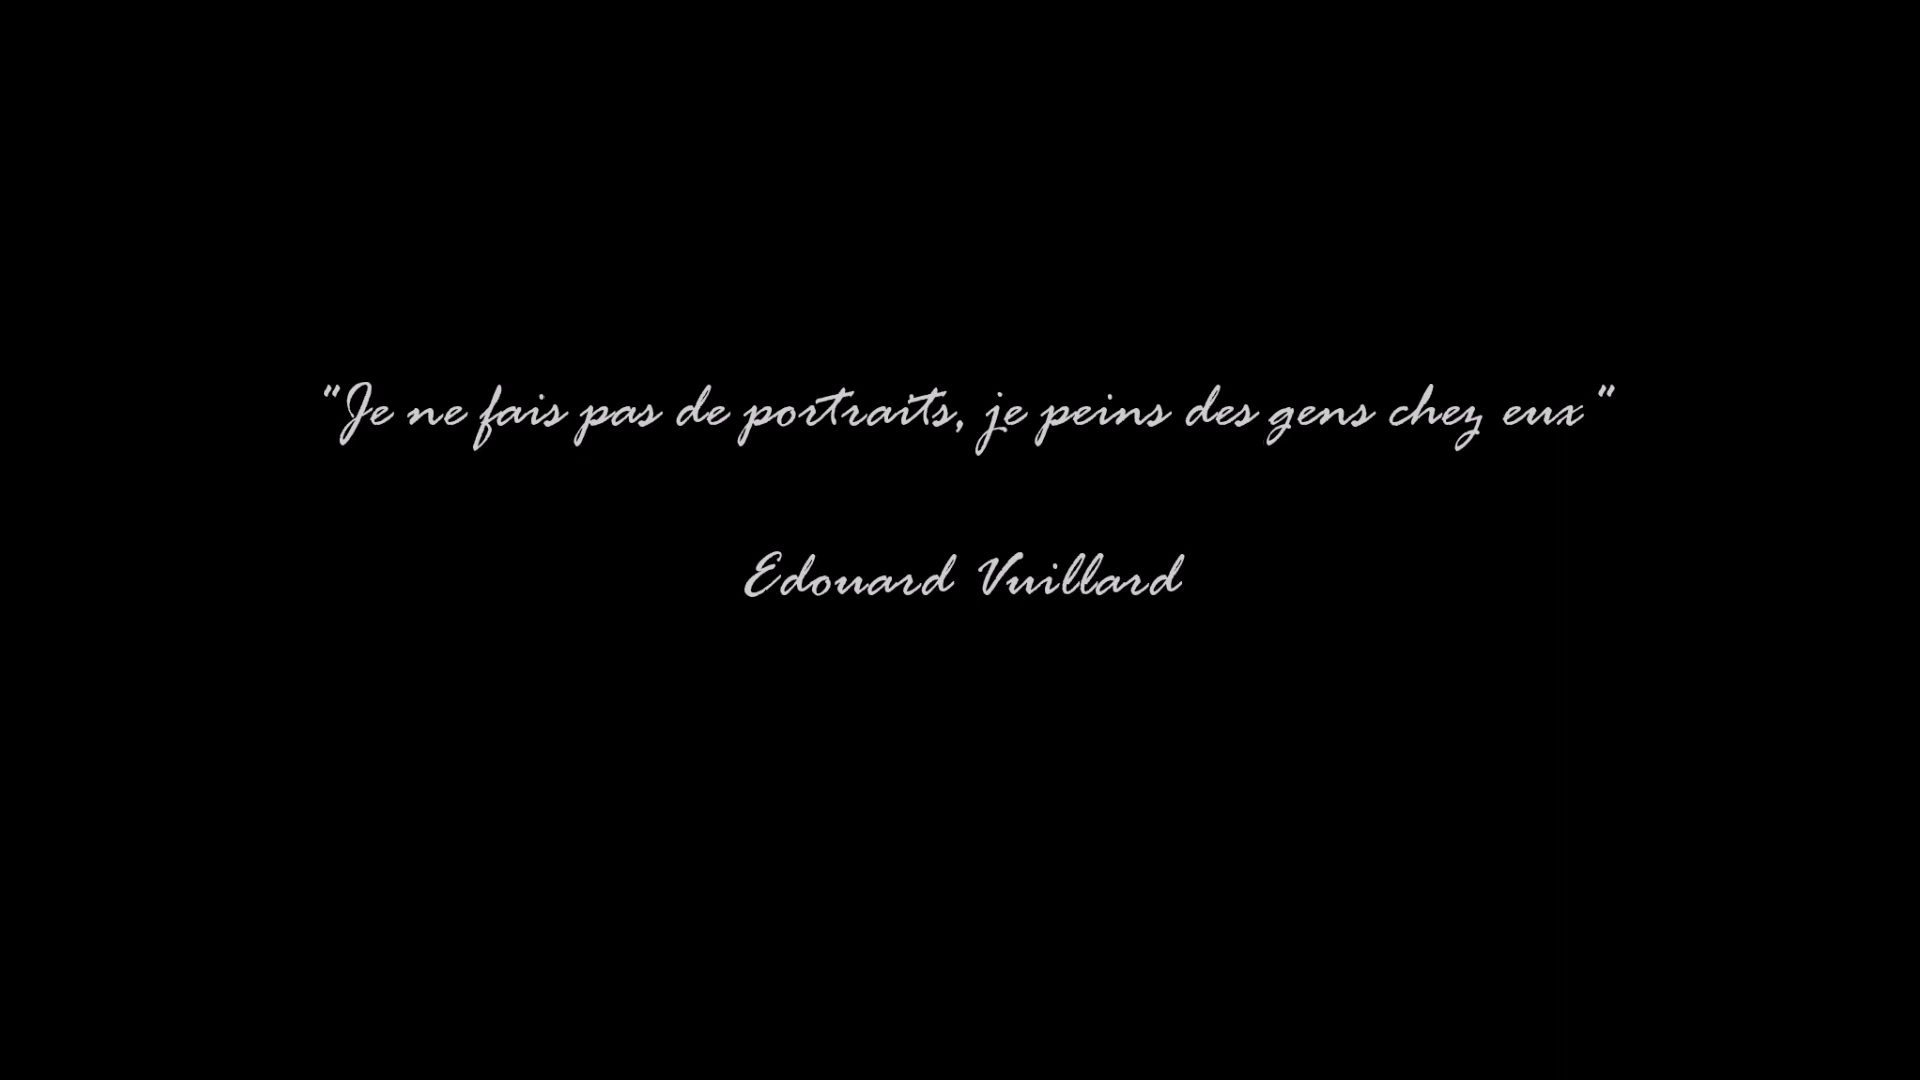 “Je ne fais pas de portraits, je peins des gens chez eux“
Edouard Vuillard